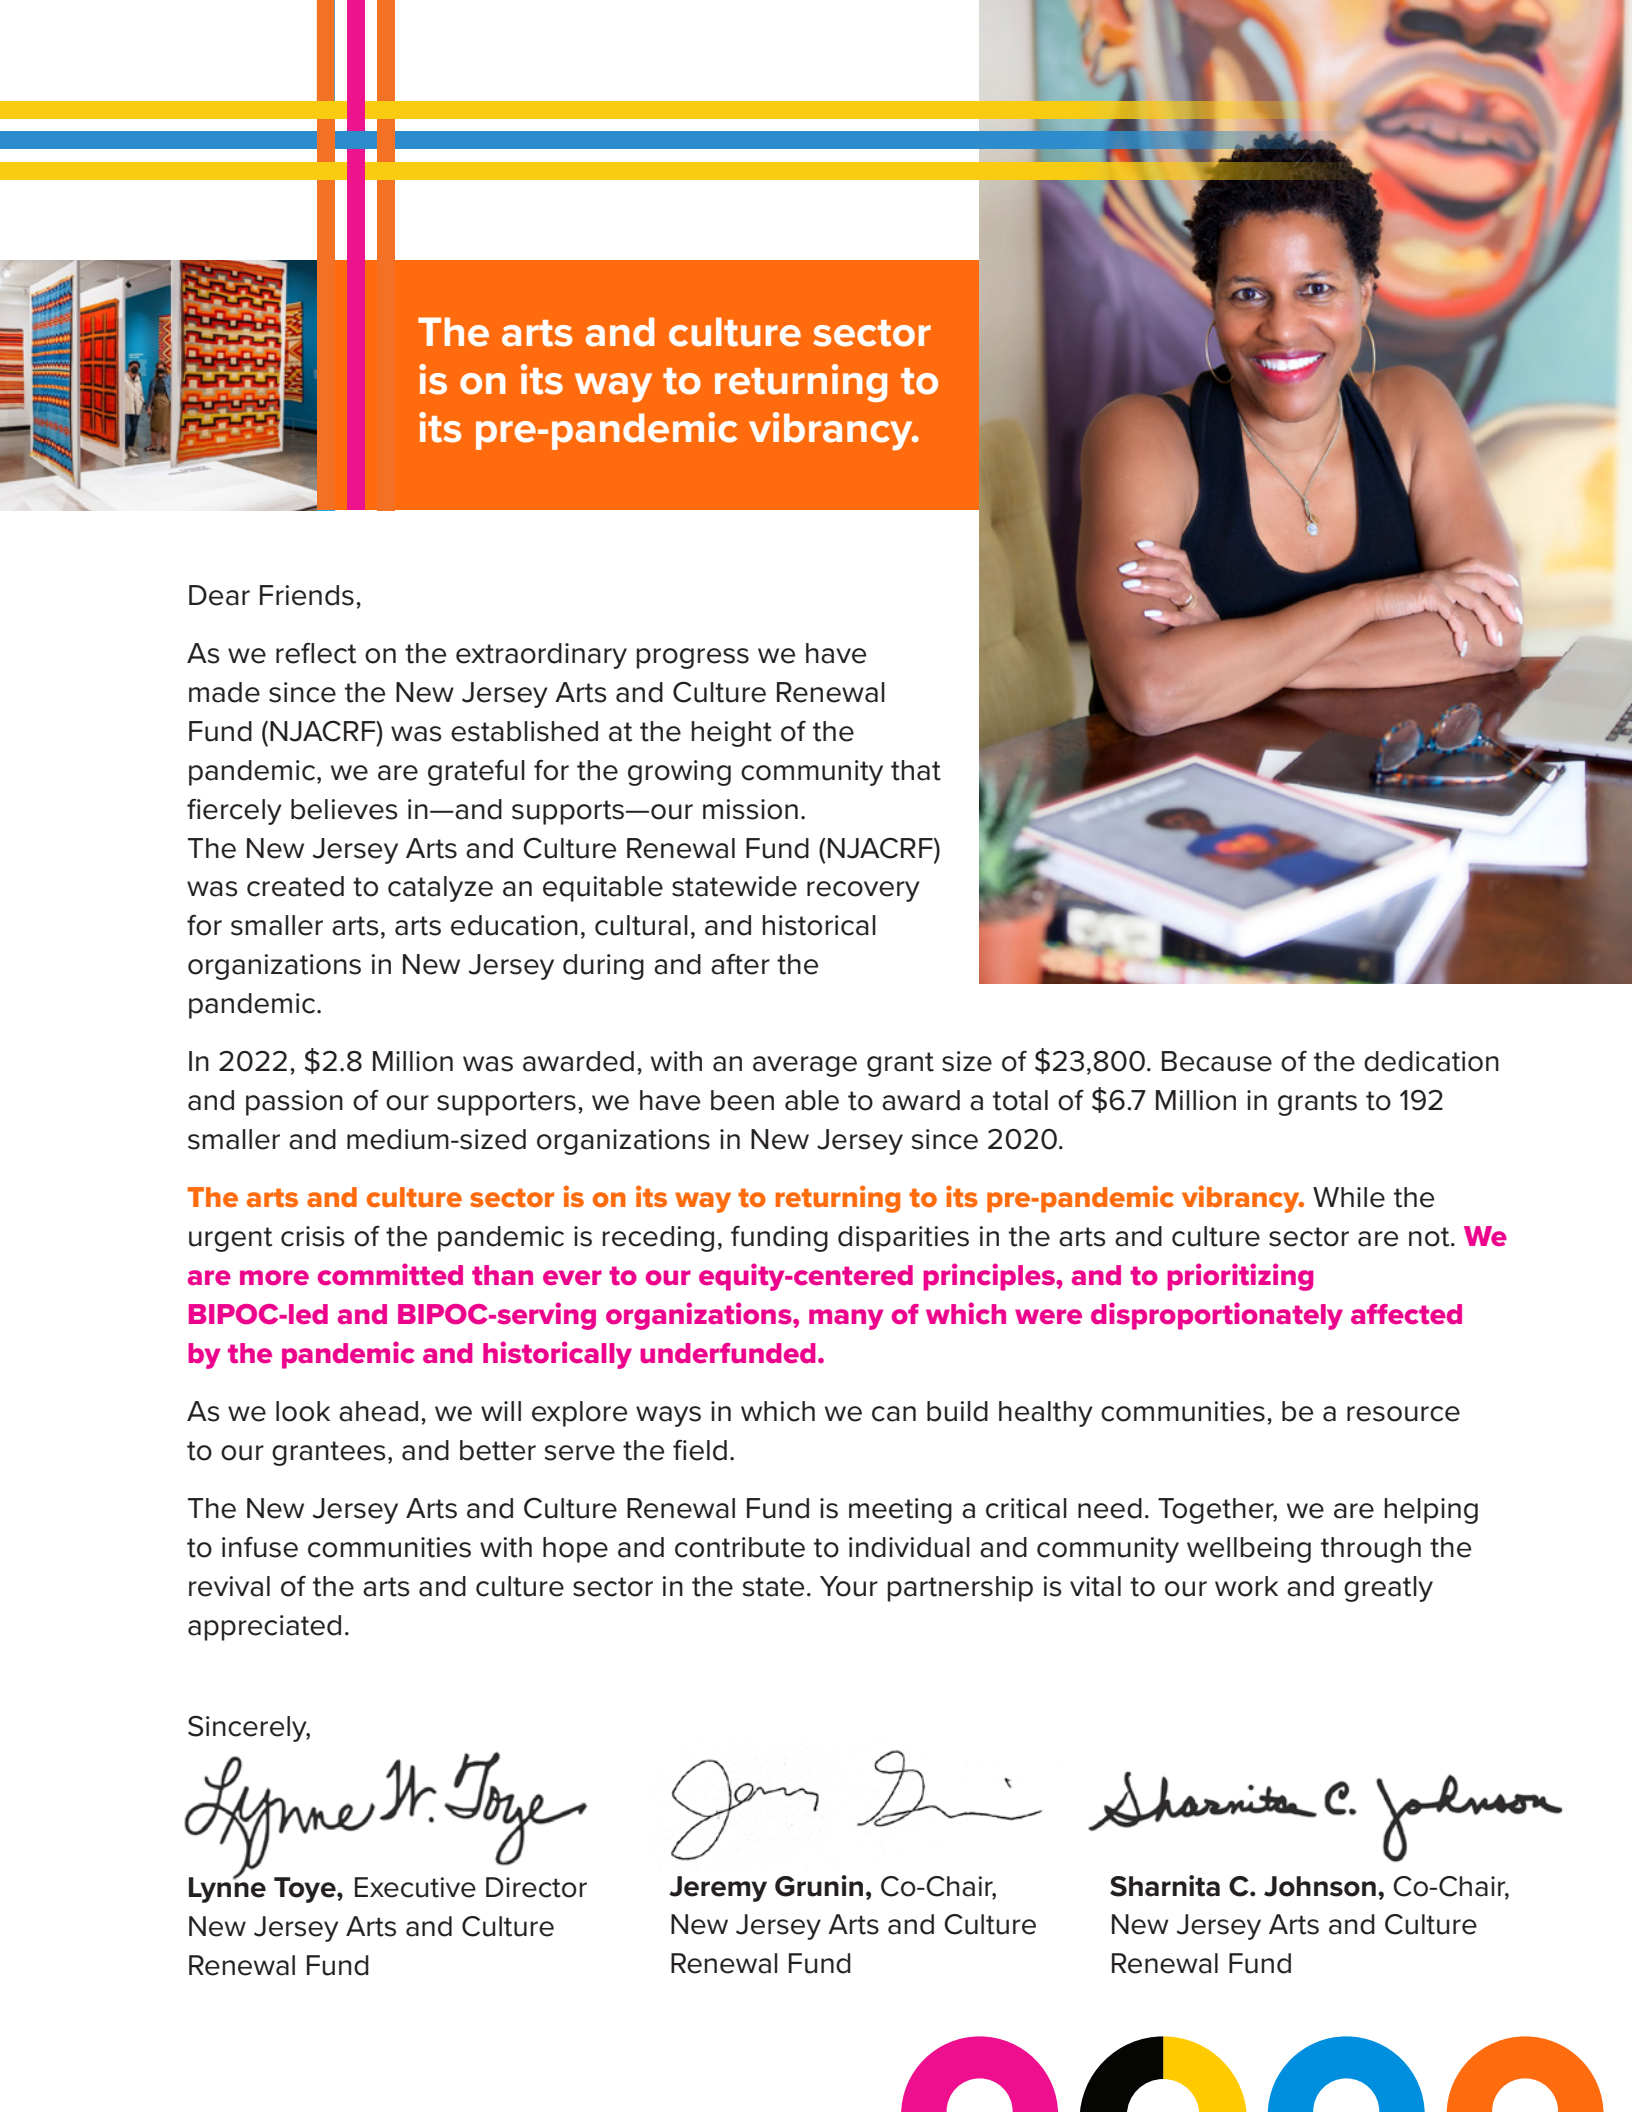 The arts and culture sector
is on its way to returning to
its pre-pandemic vibrancy.
Dear Friends,
As we reflect on the extraordinary progress we have
made since the New Jersey Arts and Culture Renewal
Fund (NJACRF) was established at the height of the
pandemic, we are grateful for the growing community that
fiercely believes in—and supports—our mission.
The New Jersey Arts and Culture Renewal Fund (NJACRF)
was created to catalyze an equitable statewide recovery
for smaller arts, arts education, cultural, and historical
organizations in New Jersey during and after the
pandemic.
In 2022, $2.8 Million was awarded, with an average grant size of $23,800. Because of the dedication
and passion of our supporters, we have been able to award a total of $6.7 Million in grants to 192
smaller and medium-sized organizations in New Jersey since 2020.
The arts and culture sector is on its way to returning to its pre-pandemic vibrancy. While the
urgent crisis of the pandemic is receding, funding disparities in the arts and culture sector are not. We
are more committed than ever to our equity-centered principles, and to prioritizing
BIPOC-led and BIPOC-serving organizations, many of which were disproportionately affected
by the pandemic and historically underfunded.
As we look ahead, we will explore ways in which we can build healthy communities, be a resource
to our grantees, and better serve the field.
The New Jersey Arts and Culture Renewal Fund is meeting a critical need. Together, we are helping
to infuse communities with hope and contribute to individual and community wellbeing through the
revival of the arts and culture sector in the state. Your partnership is vital to our work and greatly
appreciated.
Sincerely,
Lynne W. Toye
Lynne Toye, Executive Director
New Jersey Arts and Culture
Renewal Fund
Jeremy Grunin, Co-Chair,
New Jersey Arts and Culture
Renewal Fund
Sharnita C. Johnson
Sharnita C. Johnson, Co-Chair,
New Jersey Arts and Culture
Renewal Fund